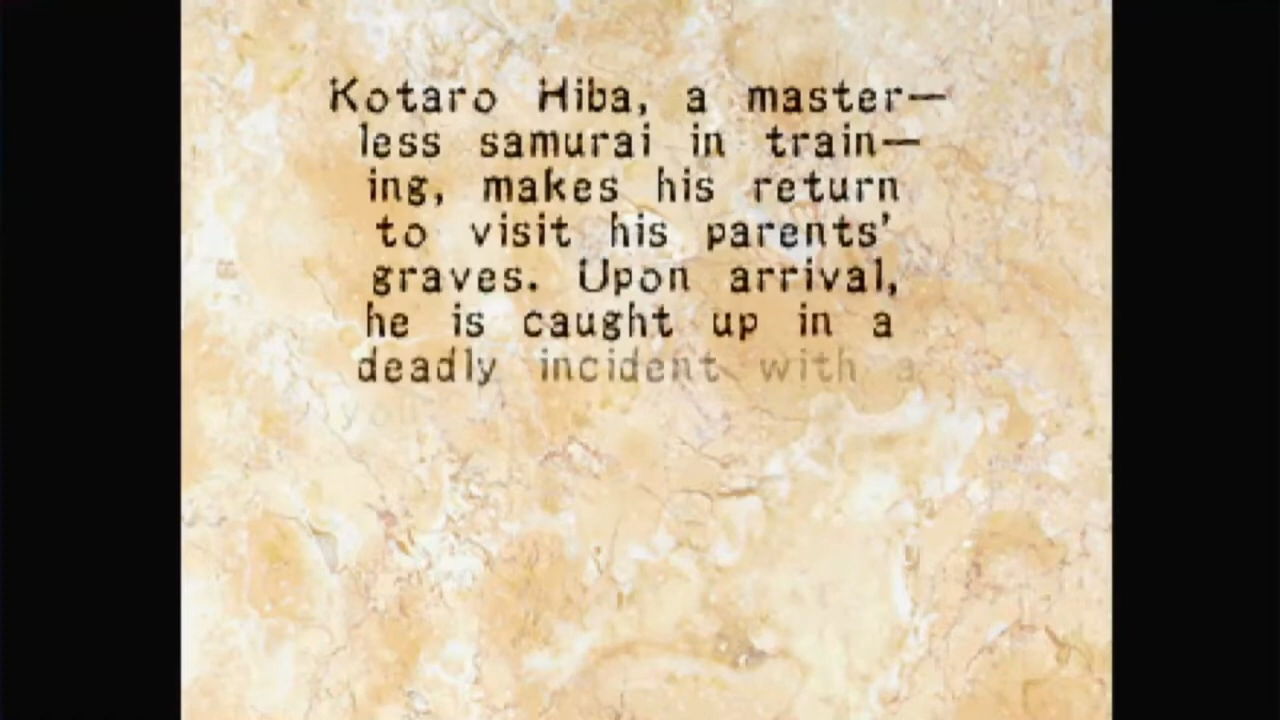 Kotaro Hiba, a master—
less samurai in train—
ing, makes his return
to visit his parents'
graves. Upon arrival,
he is caught up in a
deadly incident with a